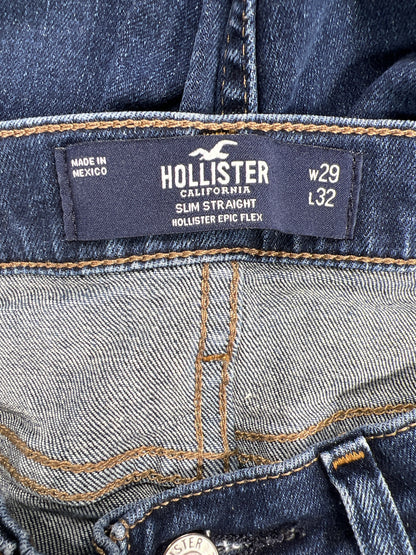 MADE IN
MEXICO
HOLLISTER
CALIFORNIA
SLIM STRAIGHT
HOLLISTER EPIC FLEX
W29
L32